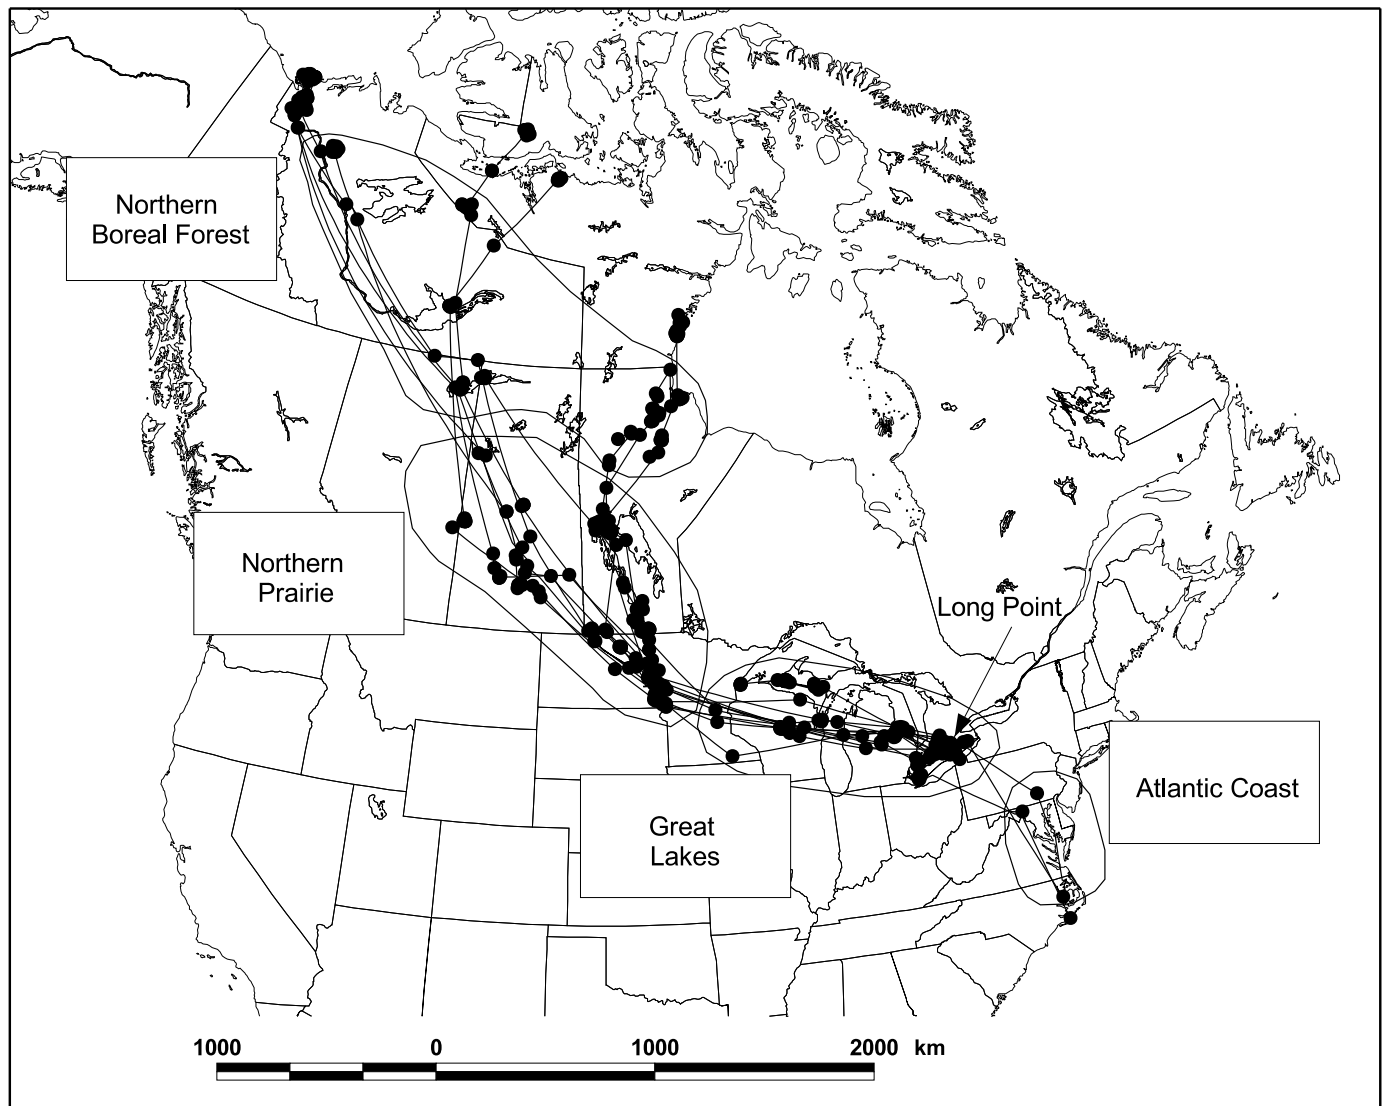 Northern
Boreal Forest
Northern
Prairie
Long Point
Atlantic Coast
Great
Lakes
1000 0 1000 2000 km